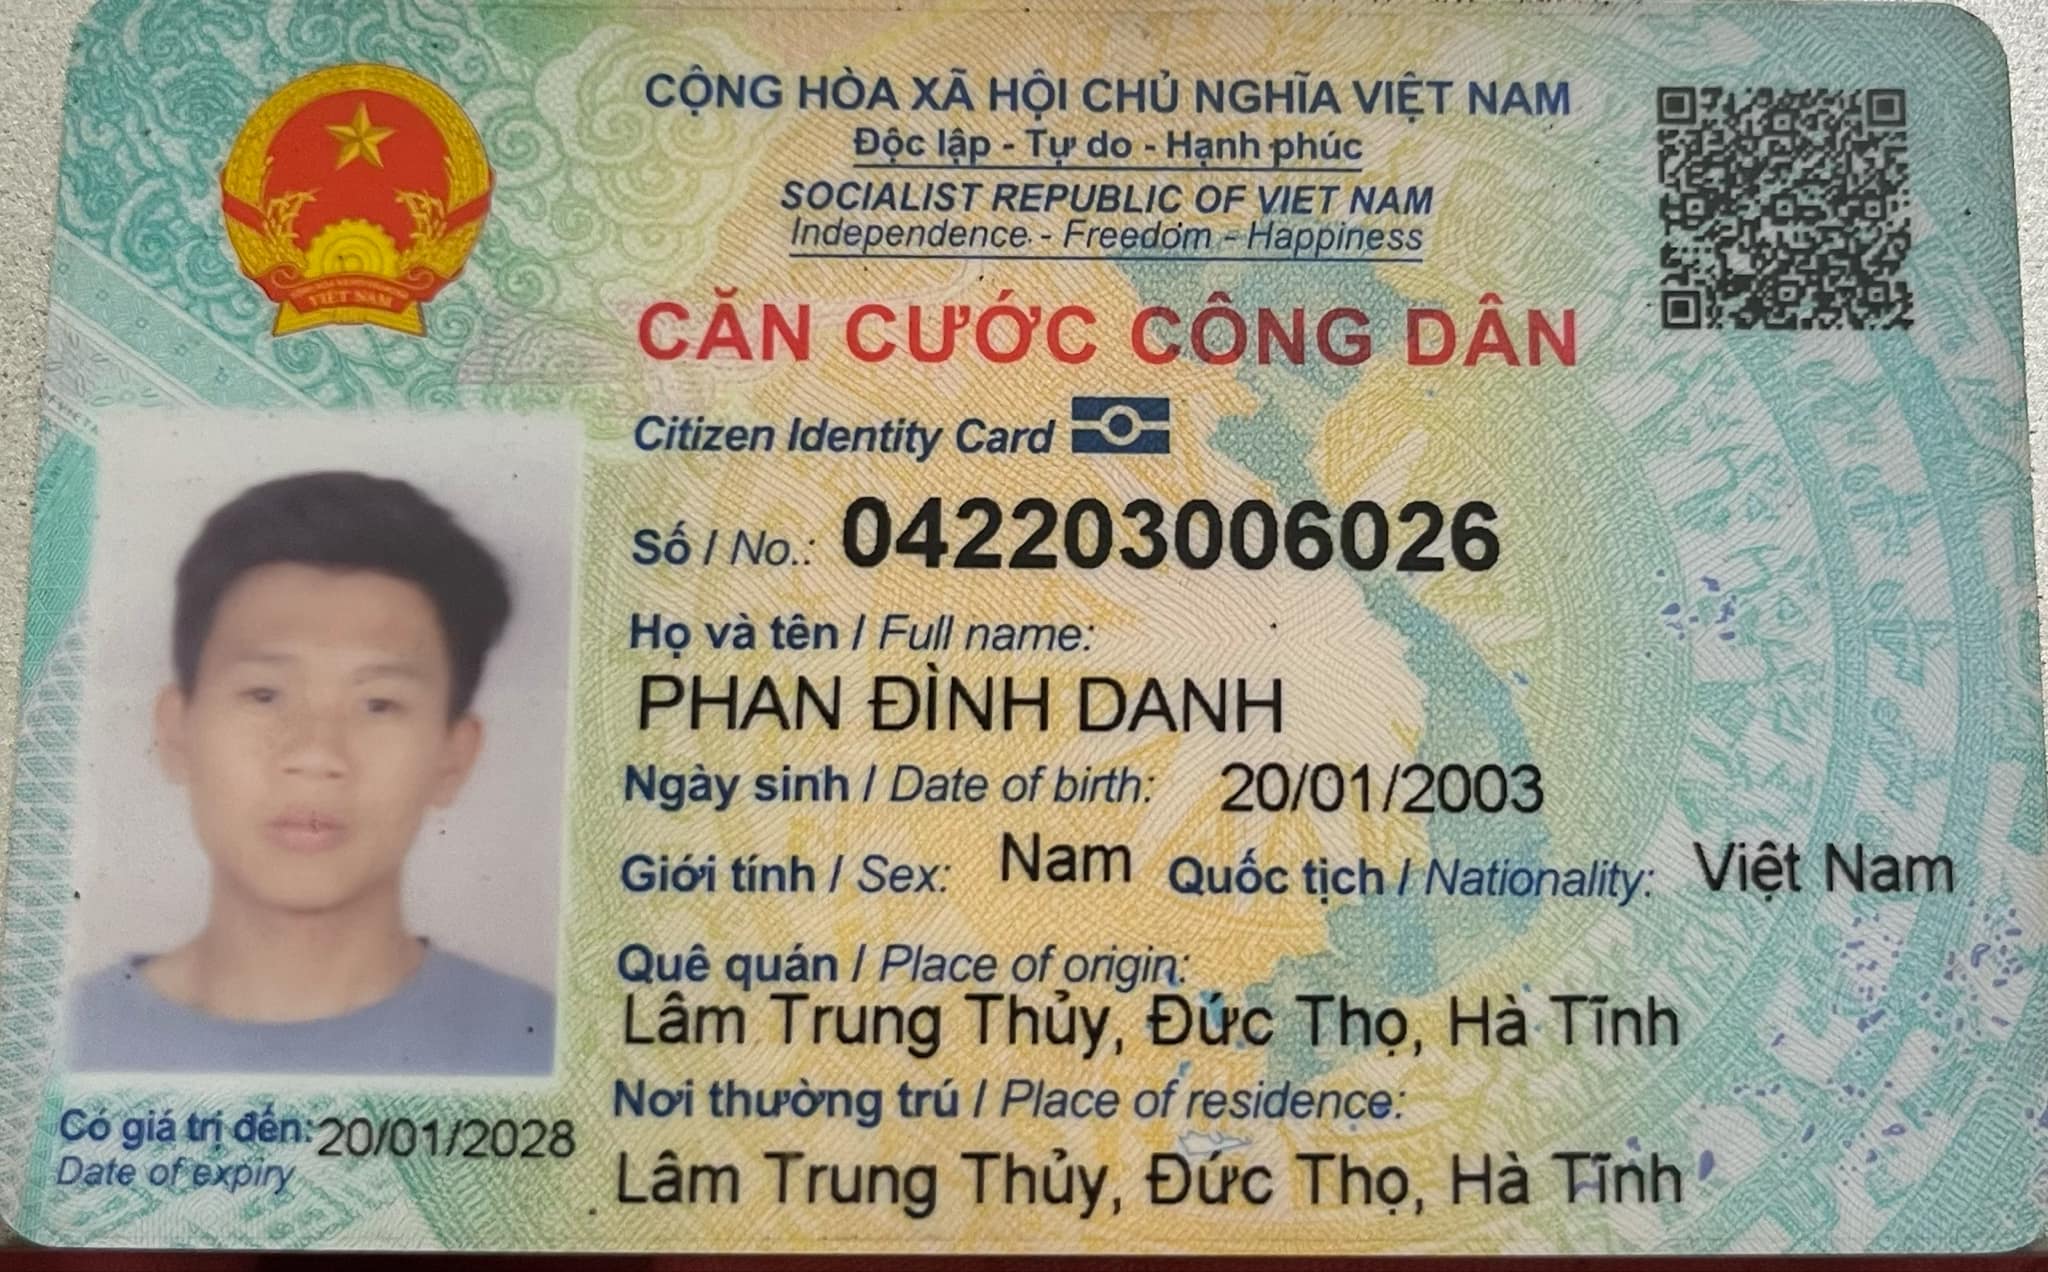 CỘNG HÒA XÃ HỘI CHỦ NGHĨA VIỆT NAM
Độc lập - Tự do - Hạnh phúc
SOCIALIST REPUBLIC OF VIET NAM
Independence - Freedom - Happiness
VIỆT NAM
CĂN CƯỚC CÔNG DÂN
Citizen Identity Card
Số / No.: 042203006026
Họ và tên / Full name:
PHAN ĐÌNH DANH
Ngày sinh / Date of birth: 20/01/2003
Giới tính / Sex: Nam Quốc tịch / Nationality: Việt Nam
Quê quán / Place of origin:
Lâm Trung Thủy, Đức Thọ, Hà Tĩnh
Nơi thường trú / Place of residence:
Lâm Trung Thủy, Đức Thọ, Hà Tĩnh
Có giá trị đến: 20/01/2028
Date of expiry